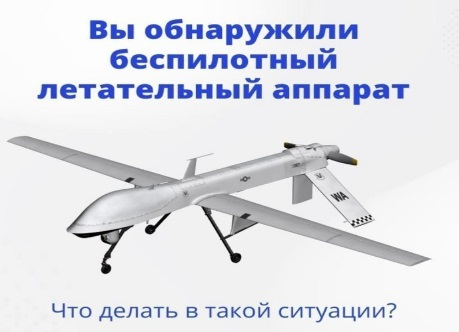 Вы обнаружили
беспилотный
летательный аппарат
WA
Что делать в такой ситуации?